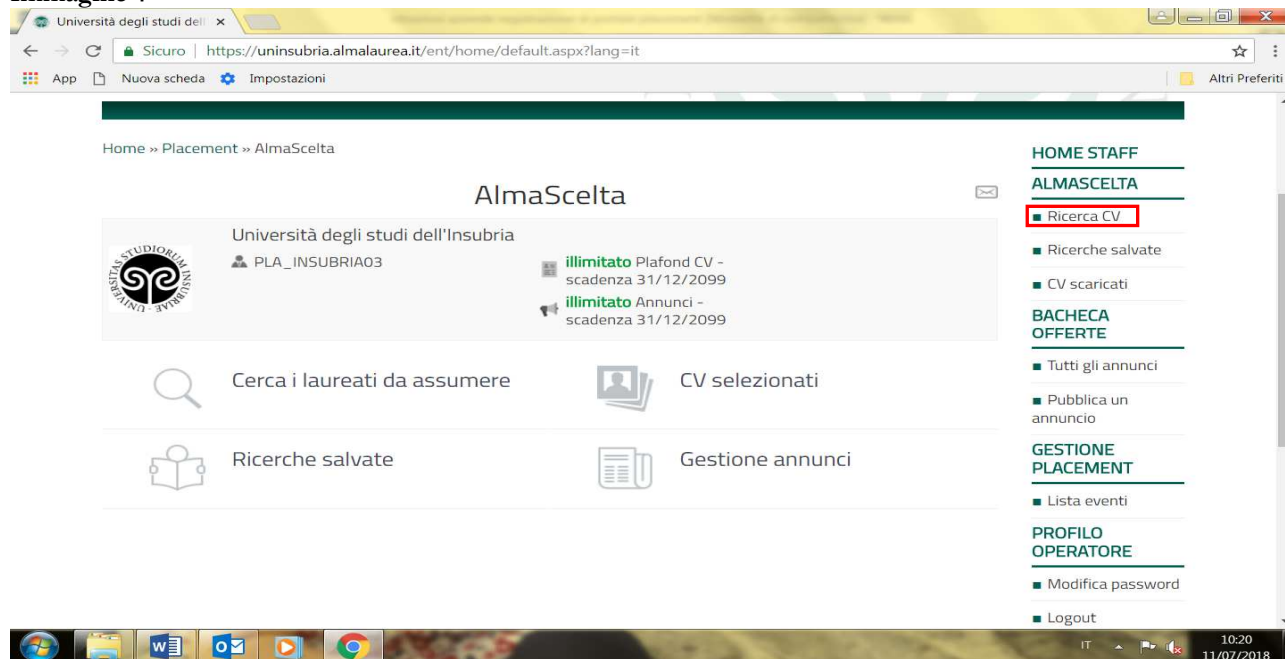 Università degli studi dell
Sicuro | https://uninsubria.almalaurea.it/ent/home/default.aspx?lang=it
App Nuova scheda Impostazioni Altri Preferiti
Home » Placement » AlmaScelta
AlmaScelta
Università degli studi dell'Insubria
PLA_INSUBRIA03
illimitato Plafond CV -
scadenza 31/12/2099
illimitato Annunci -
scadenza 31/12/2099
Cerca i laureati da assumere
CV selezionati
Ricerche salvate
Gestione annunci
HOME STAFF
ALMASCELTA
Ricerca CV
Ricerche salvate
CV scaricati
BACHECA
OFFERTE
Tutti gli annunci
Pubblica un
annuncio
GESTIONE
PLACEMENT
Lista eventi
PROFILO
OPERATORE
Modifica password
Logout
IT
10:20
11/07/2018